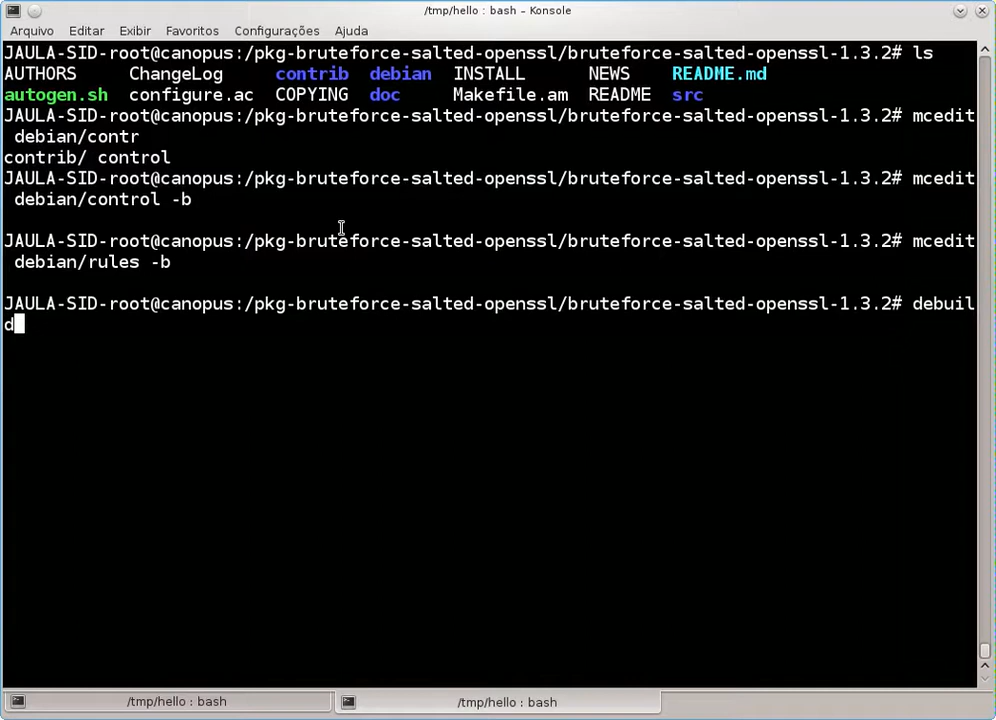 /tmp/hello : bash – Konsole
Arquivo Editar Exibir Favoritos Configurações Ajuda
JAULA-SID-root@canopus:/pkg-bruteforce-salted-openssl/bruteforce-salted-openssl-1.3.2# ls
AUTHORS ChangeLog contrib debian INSTALL NEWS README.md
autogen.sh configure.ac COPYING doc Makefile.am README src
JAULA-SID-root@canopus:/pkg-bruteforce-salted-openssl/bruteforce-salted-openssl-1.3.2# mcedit
debian/contr
contrib/ control
JAULA-SID-root@canopus:/pkg-bruteforce-salted-openssl/bruteforce-salted-openssl-1.3.2# mcedit
debian/control -b
JAULA-SID-root@canopus:/pkg-bruteforce-salted-openssl/bruteforce-salted-openssl-1.3.2# mcedit
debian/rules -b
JAULA-SID-root@canopus:/pkg-bruteforce-salted-openssl/bruteforce-salted-openssl-1.3.2# debuil
d
/tmp/hello : bash /tmp/hello : bash